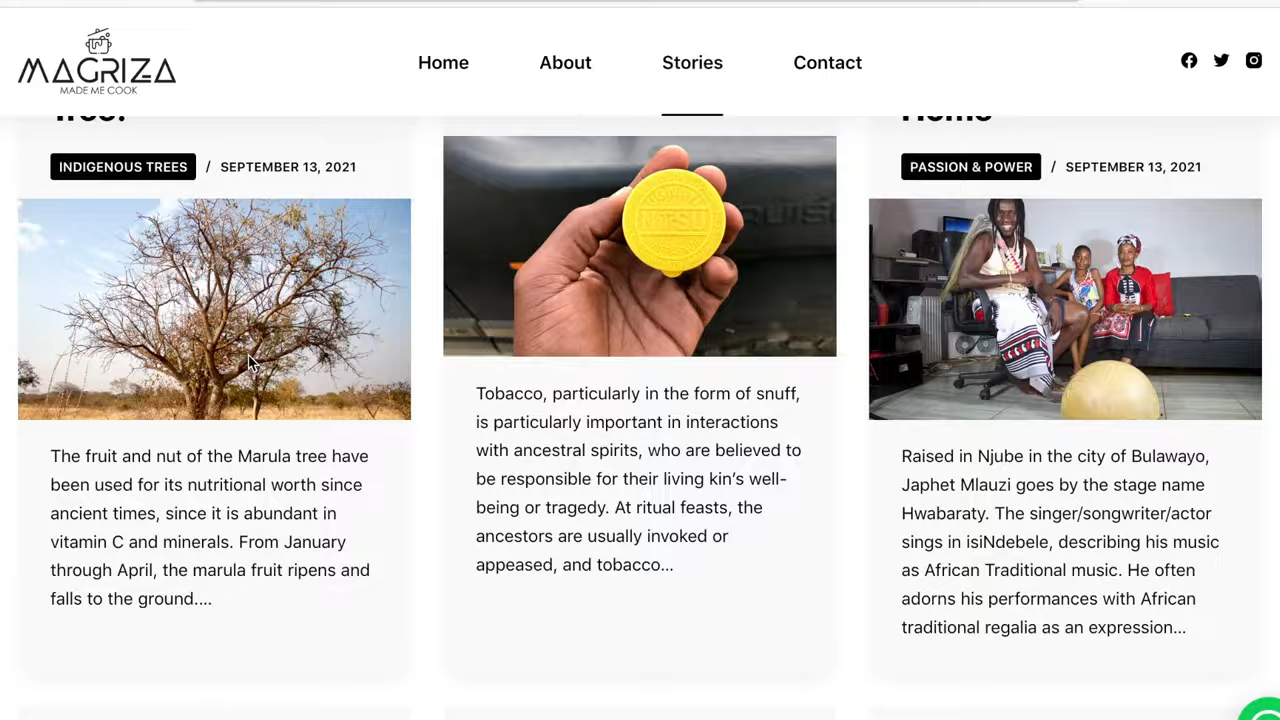 MAGRIZA
MADE ME COOK
Home
About
Stories
Contact
Tree?
Home
INDIGENOUS TREES / SEPTEMBER 13, 2021
PASSION & POWER / SEPTEMBER 13, 2021
NTSU
The fruit and nut of the Marula tree have
been used for its nutritional worth since
ancient times, since it is abundant in
vitamin C and minerals. From January
through April, the marula fruit ripens and
falls to the ground....
Tobacco, particularly in the form of snuff,
is particularly important in interactions
with ancestral spirits, who are believed to
be responsible for their living kin’s well-
being or tragedy. At ritual feasts, the
ancestors are usually invoked or
appeased, and tobacco...
Raised in Njube in the city of Bulawayo,
Japhet Mlauzi goes by the stage name
Hwabaraty. The singer/songwriter/actor
sings in isiNdebele, describing his music
as African Traditional music. He often
adorns his performances with African
traditional regalia as an expression...